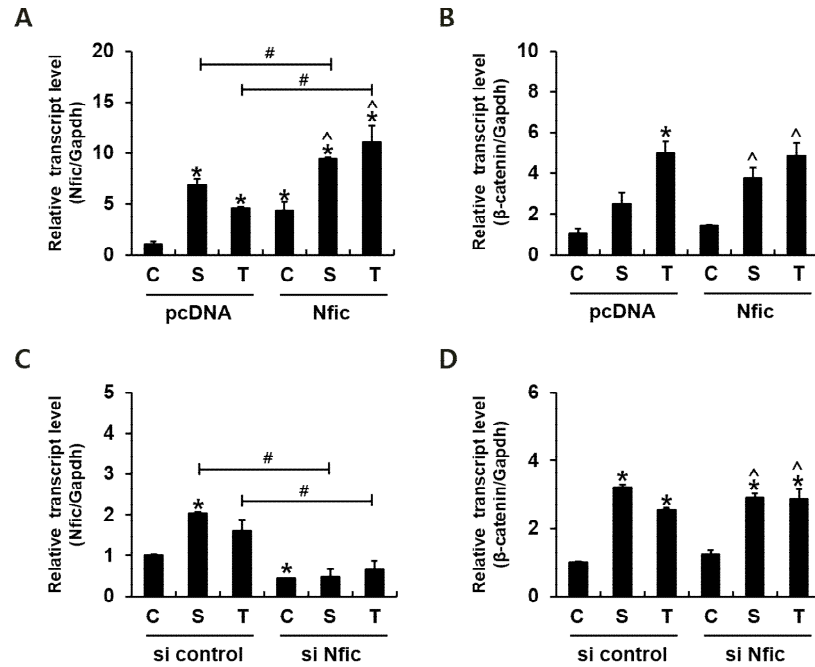 A
Relative transcript level
(Nfic/Gapdh)
20
15
10
5
0
#
#
*
*
*
^
*
^
*
C S T C S T
pcDNA Nfic
B
Relative transcript level
((β-catenin/Gapdh)
10
8
6
4
2
0
*
^
^
C S T C S T
pcDNA Nfic
C
Relative transcript level
(Nfic/Gapdh)
5
4
3
2
1
0
#
#
*
*
C S T C S T
si control si Nfic
D
Relative transcript level
((β-catenin/Gapdh)
6
4
2
0
*
*
^
*
^
*
C S T C S T
si control si Nfic